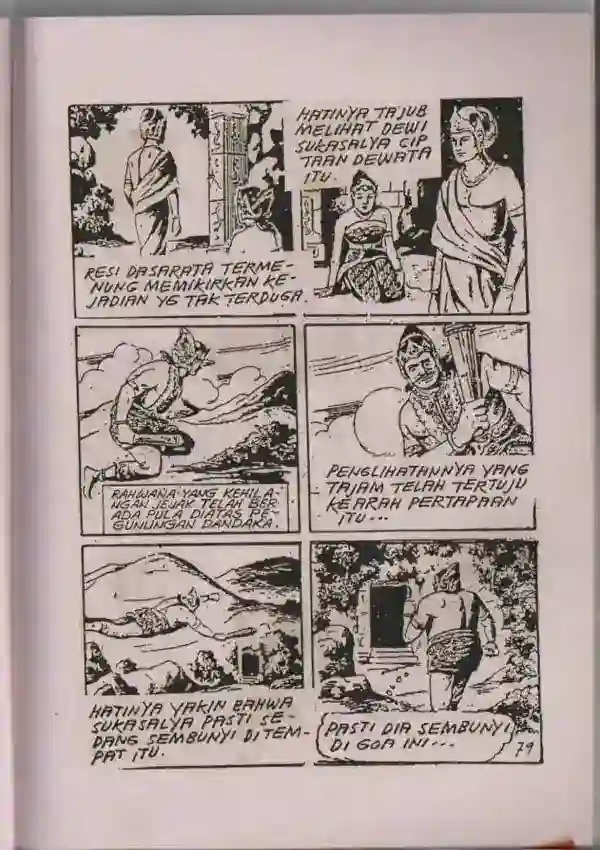 RESI DASARATA TERME-
NUNG MEMIKIRKAN KE-
JADIAN YG TAK TERDUGA.
HATINYA TAJUB
MELIHAT DEWI
SUKASALYA CIP
TAAN DEWATA
ITU.
RAHWANA YANG KEHILA-
NGAN JEJAK TELAH BER
ADA PULA DIATAS PE-
GUNUNGAN DANDAKA.
PENGLIHATANNYA YANG
TAJAM TELAH TERTUJU
KEARAH PERTAPAAN
ITU...
HATINYA YAKIN BAHWA
SUKASALYA PASTI SE-
DANG SEMBUNYI DI TEM-
PAT ITU.
PASTI DIA SEMBUNYI
DI GOA INI...
79